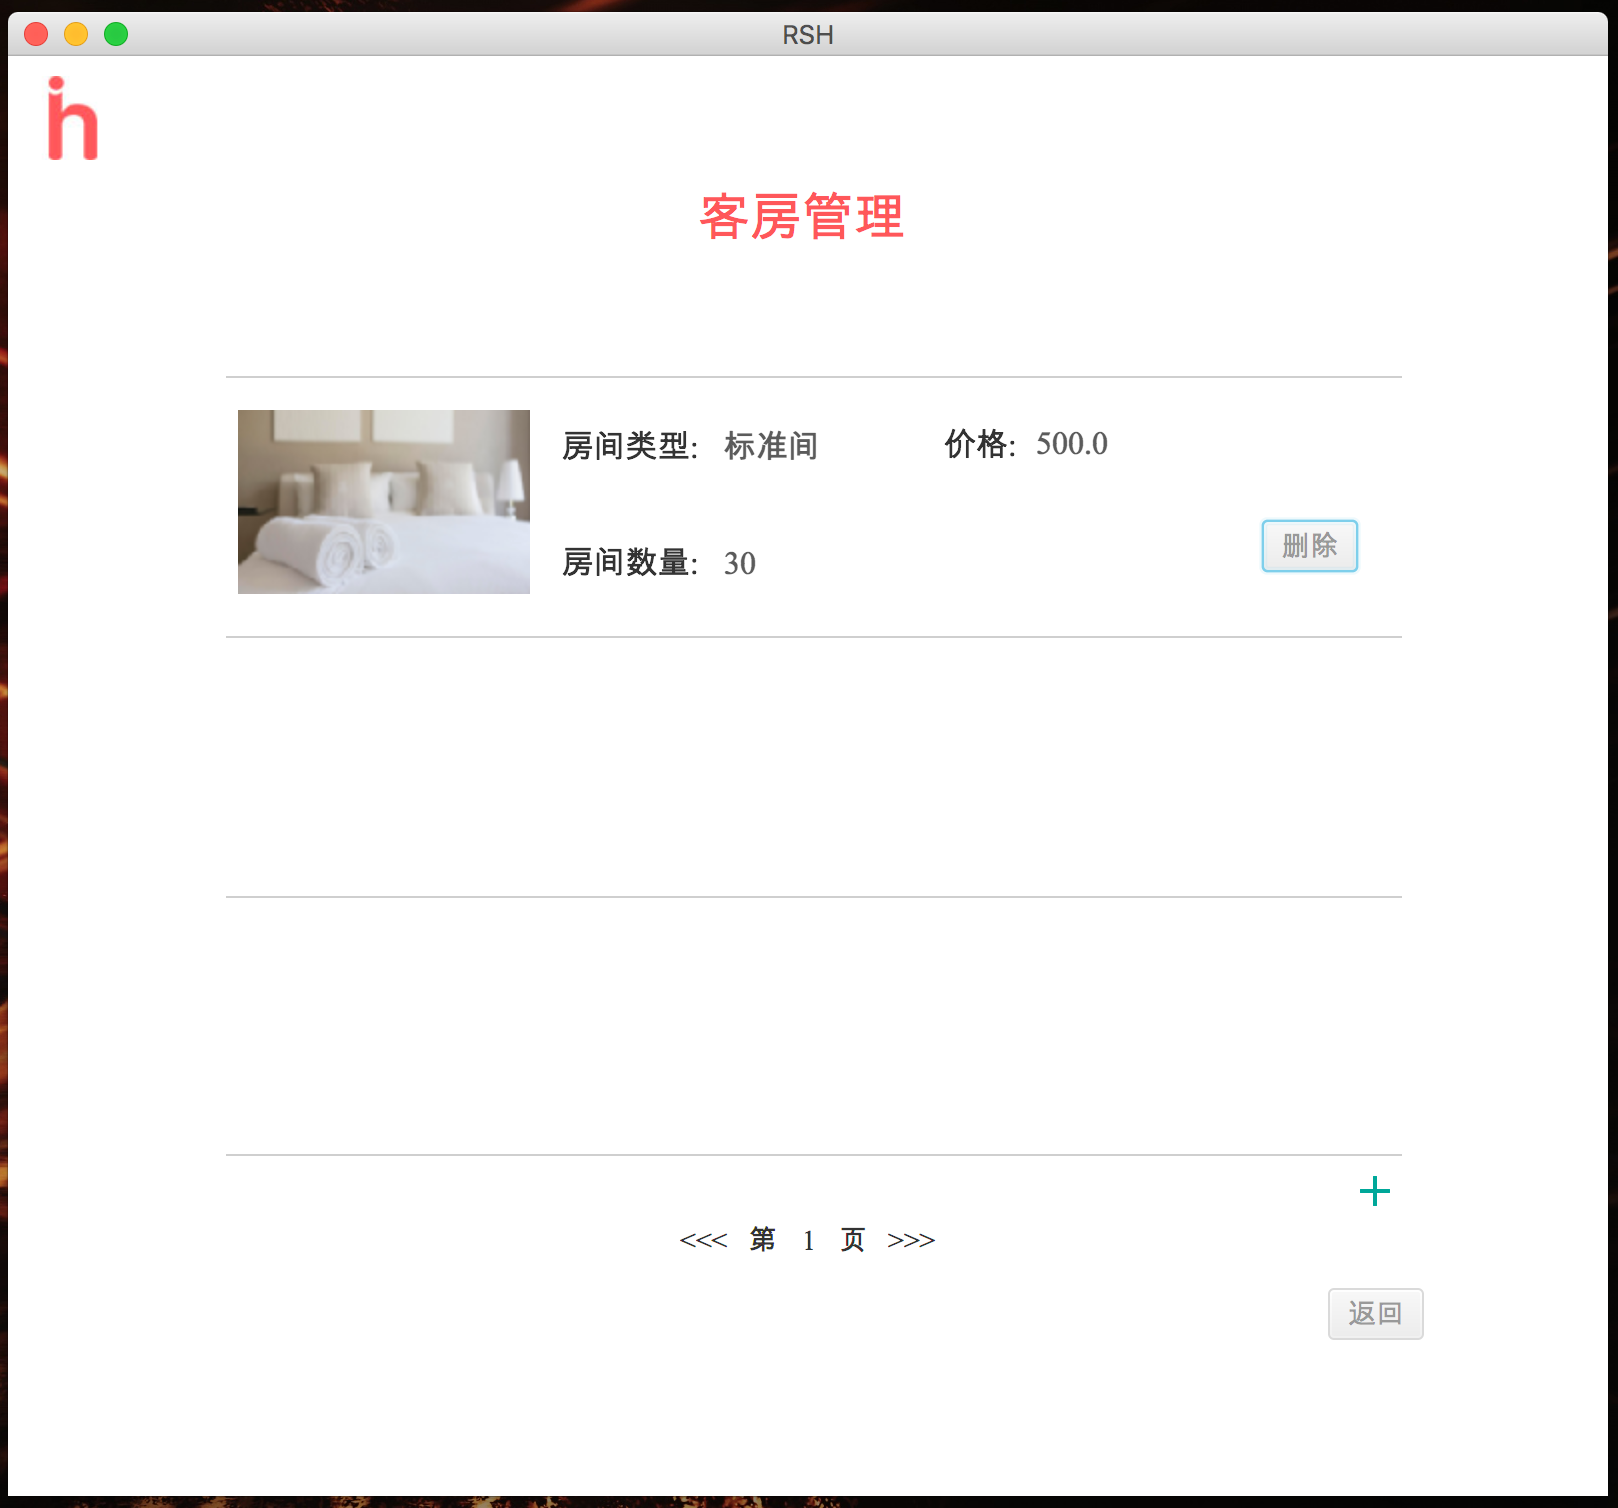 RSH
ih
客房管理
房间类型: 标准间 价格: 500.0
房间数量: 30
删除
+
<<< 第 1 页 >>>
返回